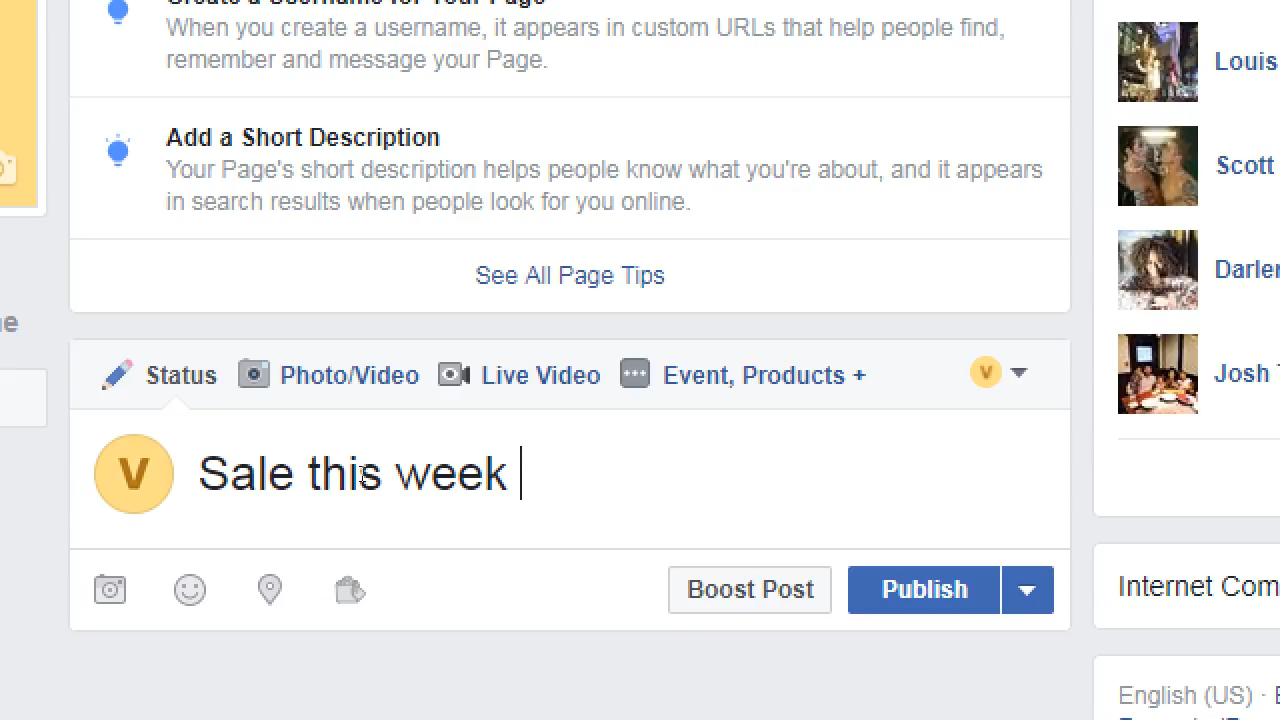 When you create a username, it appears in custom URLs that help people find,
remember and message your Page.
Add a Short Description
Your Page's short description helps people know what you're about, and it appears
in search results when people look for you online.
See All Page Tips
Status
Photo/Video
Live Video
Event, Products +
V
V
Sale this week
Boost Post
Publish
Louis
Scott
Darler
Josh
Internet Com
English (US) ·